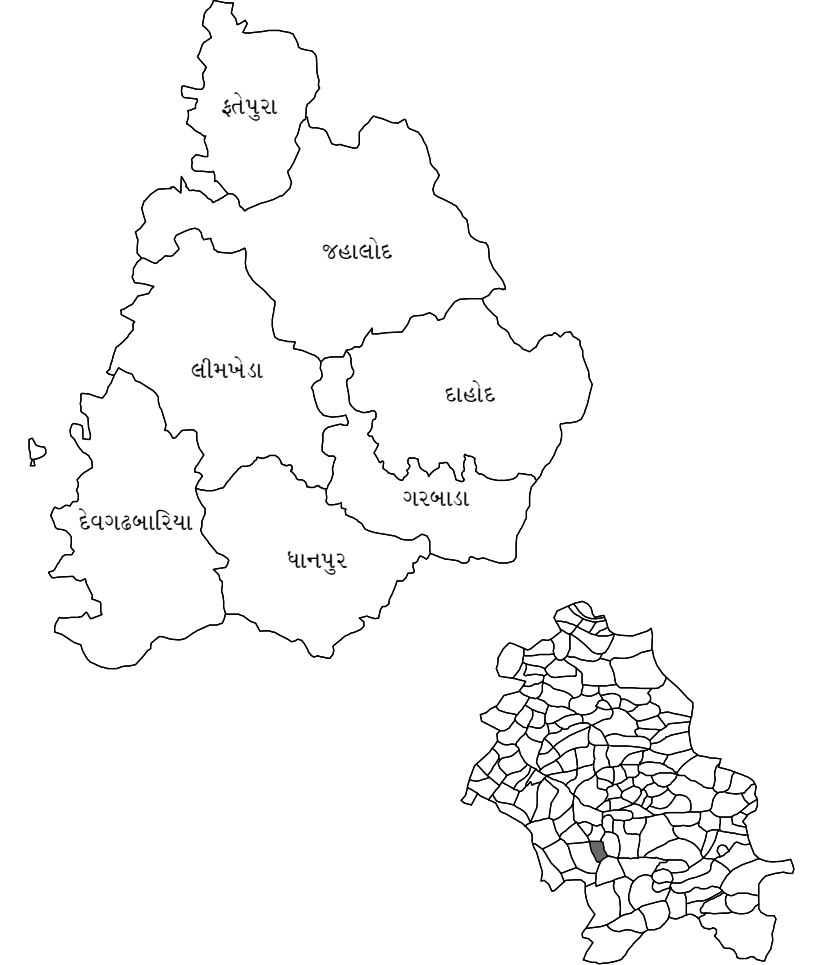 ફતેપુરા
જહાલોદ
લીમખેડા
દાહોદ
ગરબાડા
દેવગઢબારિયા
ધાનપુર